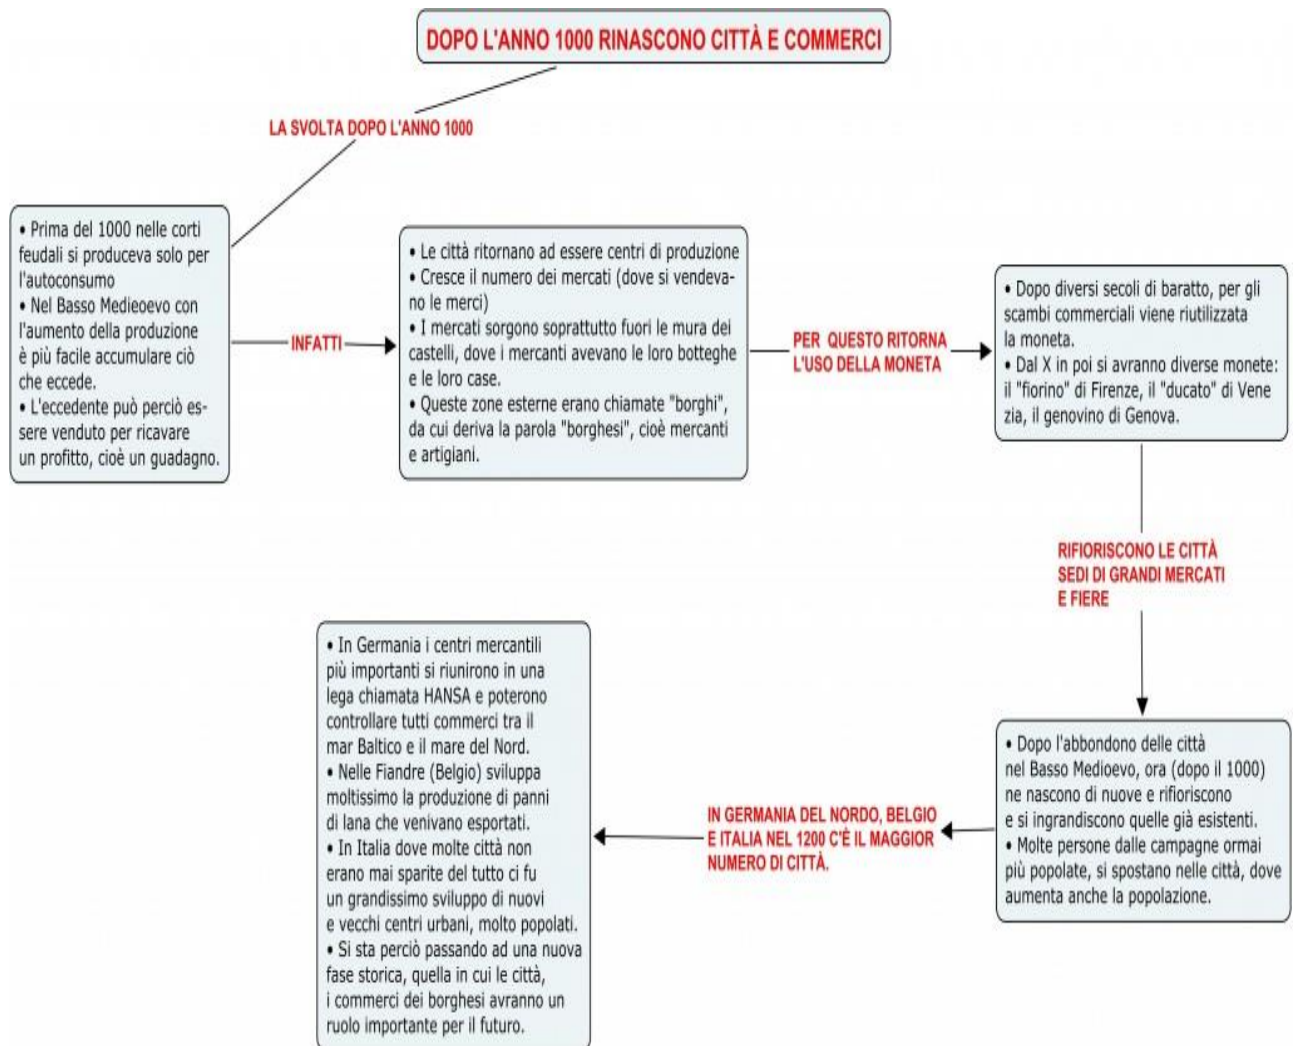 DOPO L'ANNO 1000 RINASCONO CITTÀ E COMMERCI
LA SVOLTA DOPO L'ANNO 1000
• Prima del 1000 nelle corti
feudali si produceva solo per
l'autoconsumo
• Nel Basso Medieoevo con
l'aumento della produzione
è più facile accumulare ciò
che eccede.
• L'eccedente può perciò es-
sere venduto per ricavare
un profitto, cioè un guadagno.
INFATTI
• Le città ritornano ad essere centri di produzione
• Cresce il numero dei mercati (dove si vendeva-
no le merci)
• I mercati sorgono soprattutto fuori le mura dei
castelli, dove i mercanti avevano le loro botteghe
e le loro case.
• Queste zone esterne erano chiamate "borghi",
da cui deriva la parola "borghesi", cioè mercanti
e artigiani.
PER QUESTO RITORNA
L'USO DELLA MONETA
• Dopo diversi secoli di baratto, per gli
scambi commerciali viene riutilizzata
la moneta.
• Dal X in poi si avranno diverse monete:
il "fiorino" di Firenze, il "ducato" di Vene
zia, il genovino di Genova.
RIFIORISCONO LE CITTÀ
SEDI DI GRANDI MERCATI
E FIERE
• Dopo l'abbondono delle città
nel Basso Medioevo, ora (dopo il 1000)
ne nascono di nuove e rifioriscono
e si ingrandiscono quelle già esistenti.
• Molte persone dalle campagne ormai
più popolate, si spostano nelle città, dove
aumenta anche la popolazione.
IN GERMANIA DEL NORDO, BELGIO
E ITALIA NEL 1200 C'È IL MAGGIOR
NUMERO DI CITTÀ.
• In Germania i centri mercantili
più importanti si riunirono in una
lega chiamata HANSA e poterono
controllare tutti commerci tra il
mar Baltico e il mare del Nord.
• Nelle Fiandre (Belgio) sviluppa
moltissimo la produzione di panni
di lana che venivano esportati.
• In Italia dove molte città non
erano mai sparite del tutto ci fu
un grandissimo sviluppo di nuovi
e vecchi centri urbani, molto popolati.
• Si sta perciò passando ad una nuova
fase storica, quella in cui le città,
i commerci dei borghesi avranno un
ruolo importante per il futuro.